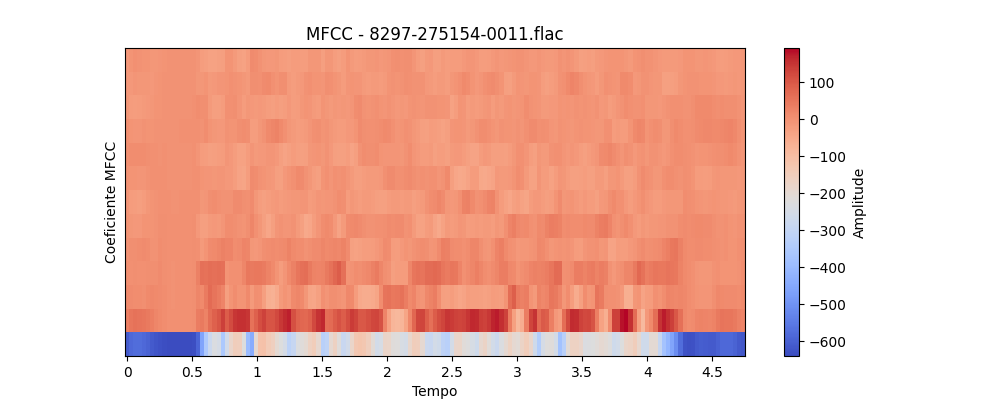 MFCC - 8297-275154-0011.flac
Coeficiente MFCC
0 0.5 1 1.5 2 2.5 3 3.5 4 4.5
Tempo
100
0
−100
−200
−300
−400
−500
−600
Amplitude